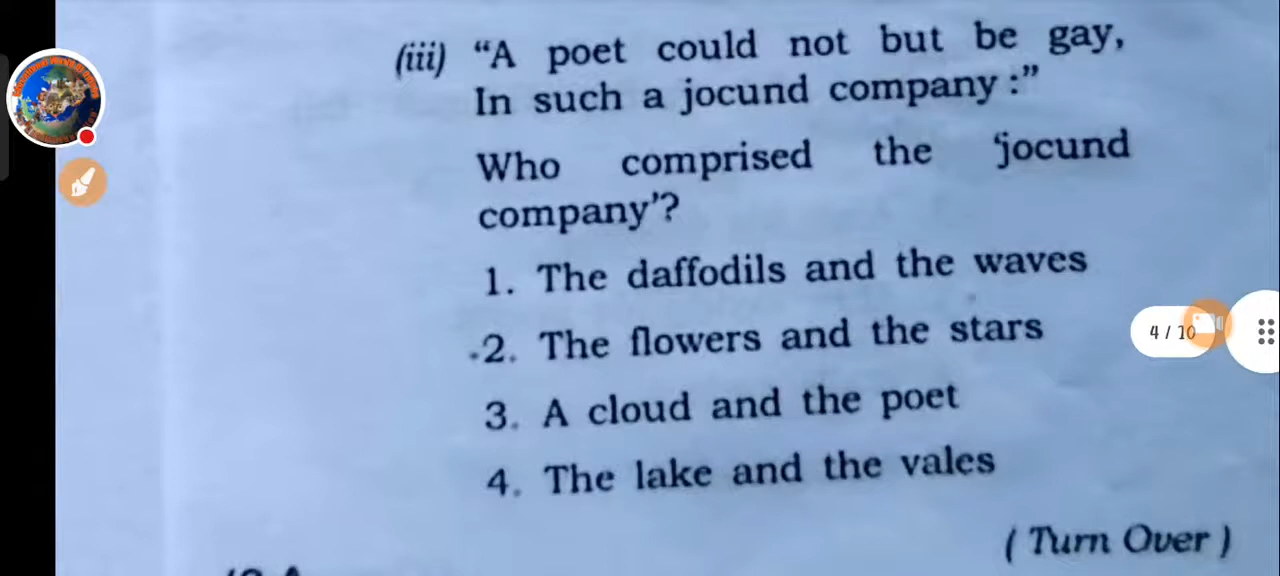 (iii) “A poet could not but be gay,
In such a jocund company :”
Who comprised the ‘jocund
company’?
1. The daffodils and the waves
2. The flowers and the stars
3. A cloud and the poet
4. The lake and the vales
4 / 10
( Turn Over )